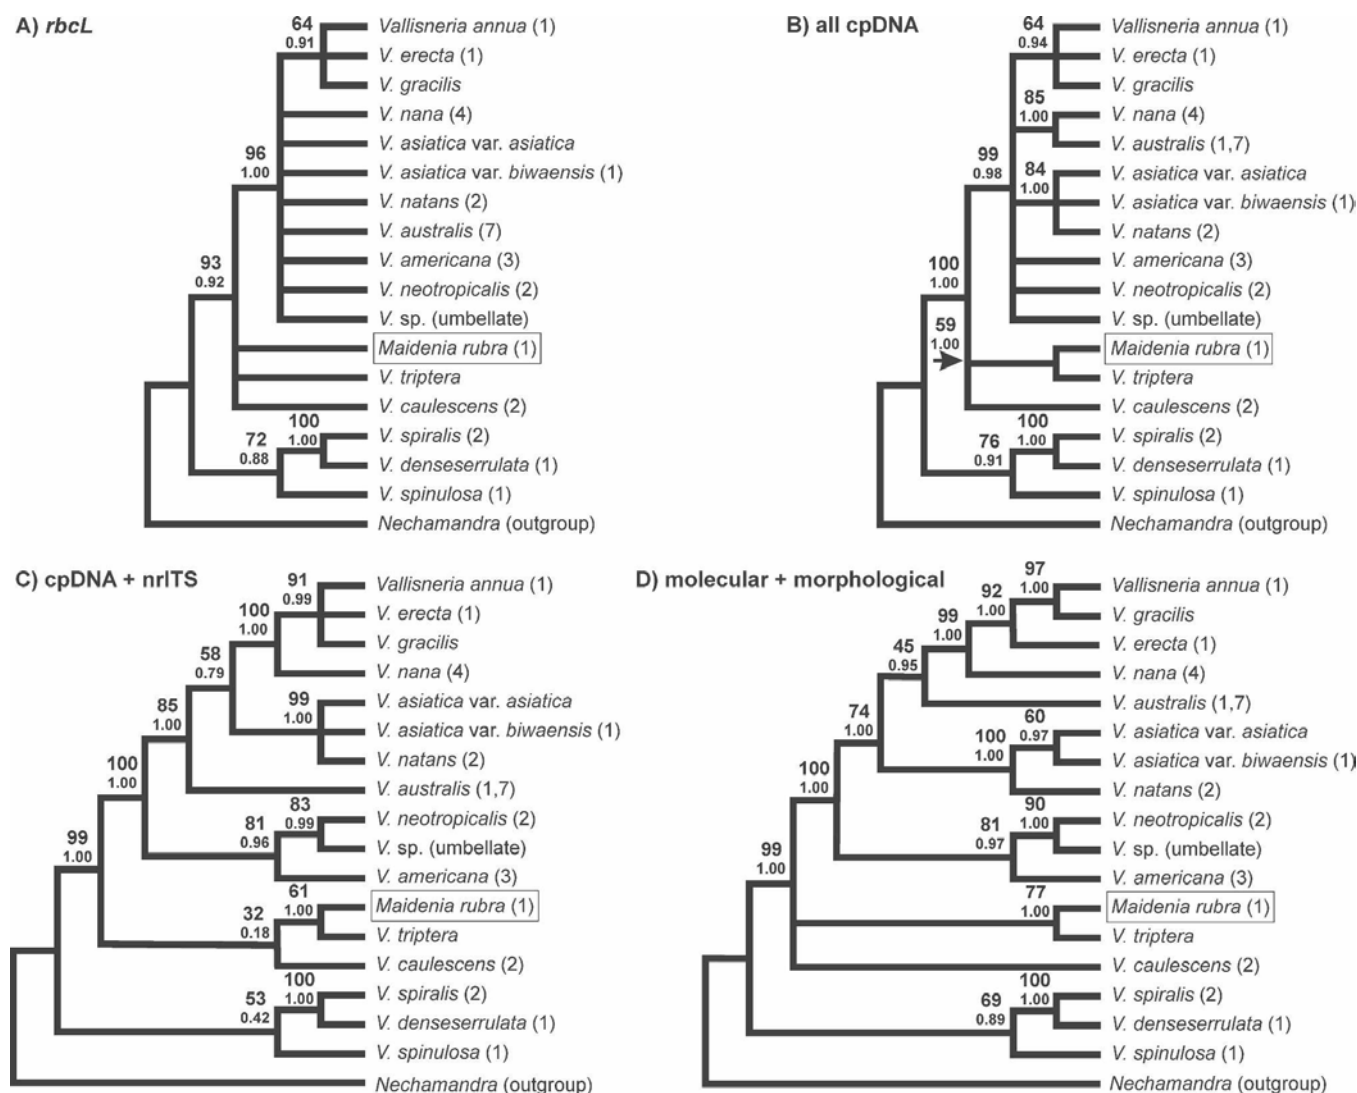 A) rbcL
64
0.91
Vallisneria annua (1)
V. erecta (1)
V. gracilis
V. nana (4)
V. asiatica var. asiatica
96
1.00
V. asiatica var. biwaensis (1)
V. natans (2)
V. australis (7)
V. americana (3)
93
0.92
V. neotropicalis (2)
V. sp. (umbellate)
Maidenia rubra (1)
V. triptera
V. caulescens (2)
100
1.00
V. spiralis (2)
72
0.88
V. denseserrulata (1)
V. spinulosa (1)
Nechamandra (outgroup)
B) all cpDNA
64
0.94
Vallisneria annua (1)
V. erecta (1)
V. gracilis
85
1.00
V. nana (4)
V. australis (1,7)
99
0.98
84
1.00
V. asiatica var. asiatica
V. asiatica var. biwaensis (1)
V. natans (2)
100
1.00
V. americana (3)
V. neotropicalis (2)
V. sp. (umbellate)
59
1.00
Maidenia rubra (1)
V. triptera
V. caulescens (2)
100
1.00
V. spiralis (2)
76
0.91
V. denseserrulata (1)
V. spinulosa (1)
Nechamandra (outgroup)
C) cpDNA + nrITS
91
0.99
Vallisneria annua (1)
100
1.00
V. erecta (1)
V. gracilis
58
0.79
V. nana (4)
99
1.00
V. asiatica var. asiatica
85
1.00
V. asiatica var. biwaensis (1)
V. natans (2)
100
1.00
V. australis (1,7)
83
0.99
V. neotropicalis (2)
81
0.96
V. sp. (umbellate)
99
1.00
V. americana (3)
61
1.00
Maidenia rubra (1)
32
0.18
V. triptera
V. caulescens (2)
100
1.00
V. spiralis (2)
53
0.42
V. denseserrulata (1)
V. spinulosa (1)
Nechamandra (outgroup)
D) molecular + morphological
97
1.00
Vallisneria annua (1)
92
1.00
V. gracilis
99
1.00
V. erecta (1)
45
0.95
V. nana (4)
V. australis (1,7)
74
1.00
60
0.97
V. asiatica var. asiatica
100
1.00
V. asiatica var. biwaensis (1)
100
1.00
V. natans (2)
90
1.00
V. neotropicalis (2)
81
0.97
V. sp. (umbellate)
99
1.00
V. americana (3)
77
1.00
Maidenia rubra (1)
V. triptera
V. caulescens (2)
100
1.00
V. spiralis (2)
69
0.89
V. denseserrulata (1)
V. spinulosa (1)
Nechamandra (outgroup)